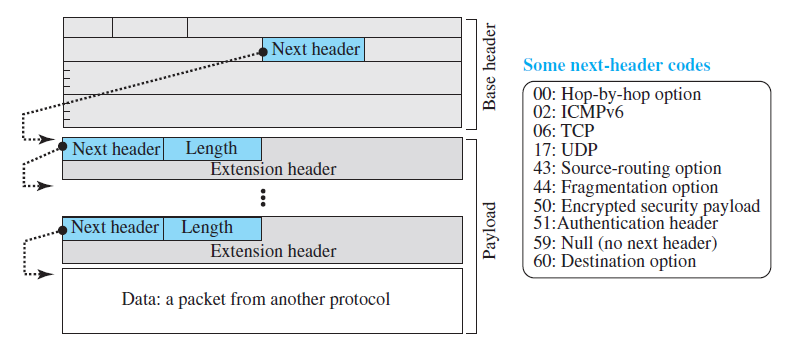 Next header
Base header
Next header Length
Extension header
Next header Length
Extension header
Payload
Data: a packet from another protocol
Some next-header codes
00: Hop-by-hop option
02: ICMPv6
06: TCP
17: UDP
43: Source-routing option
44: Fragmentation option
50: Encrypted security payload
51:Authentication header
59: Null (no next header)
60: Destination option